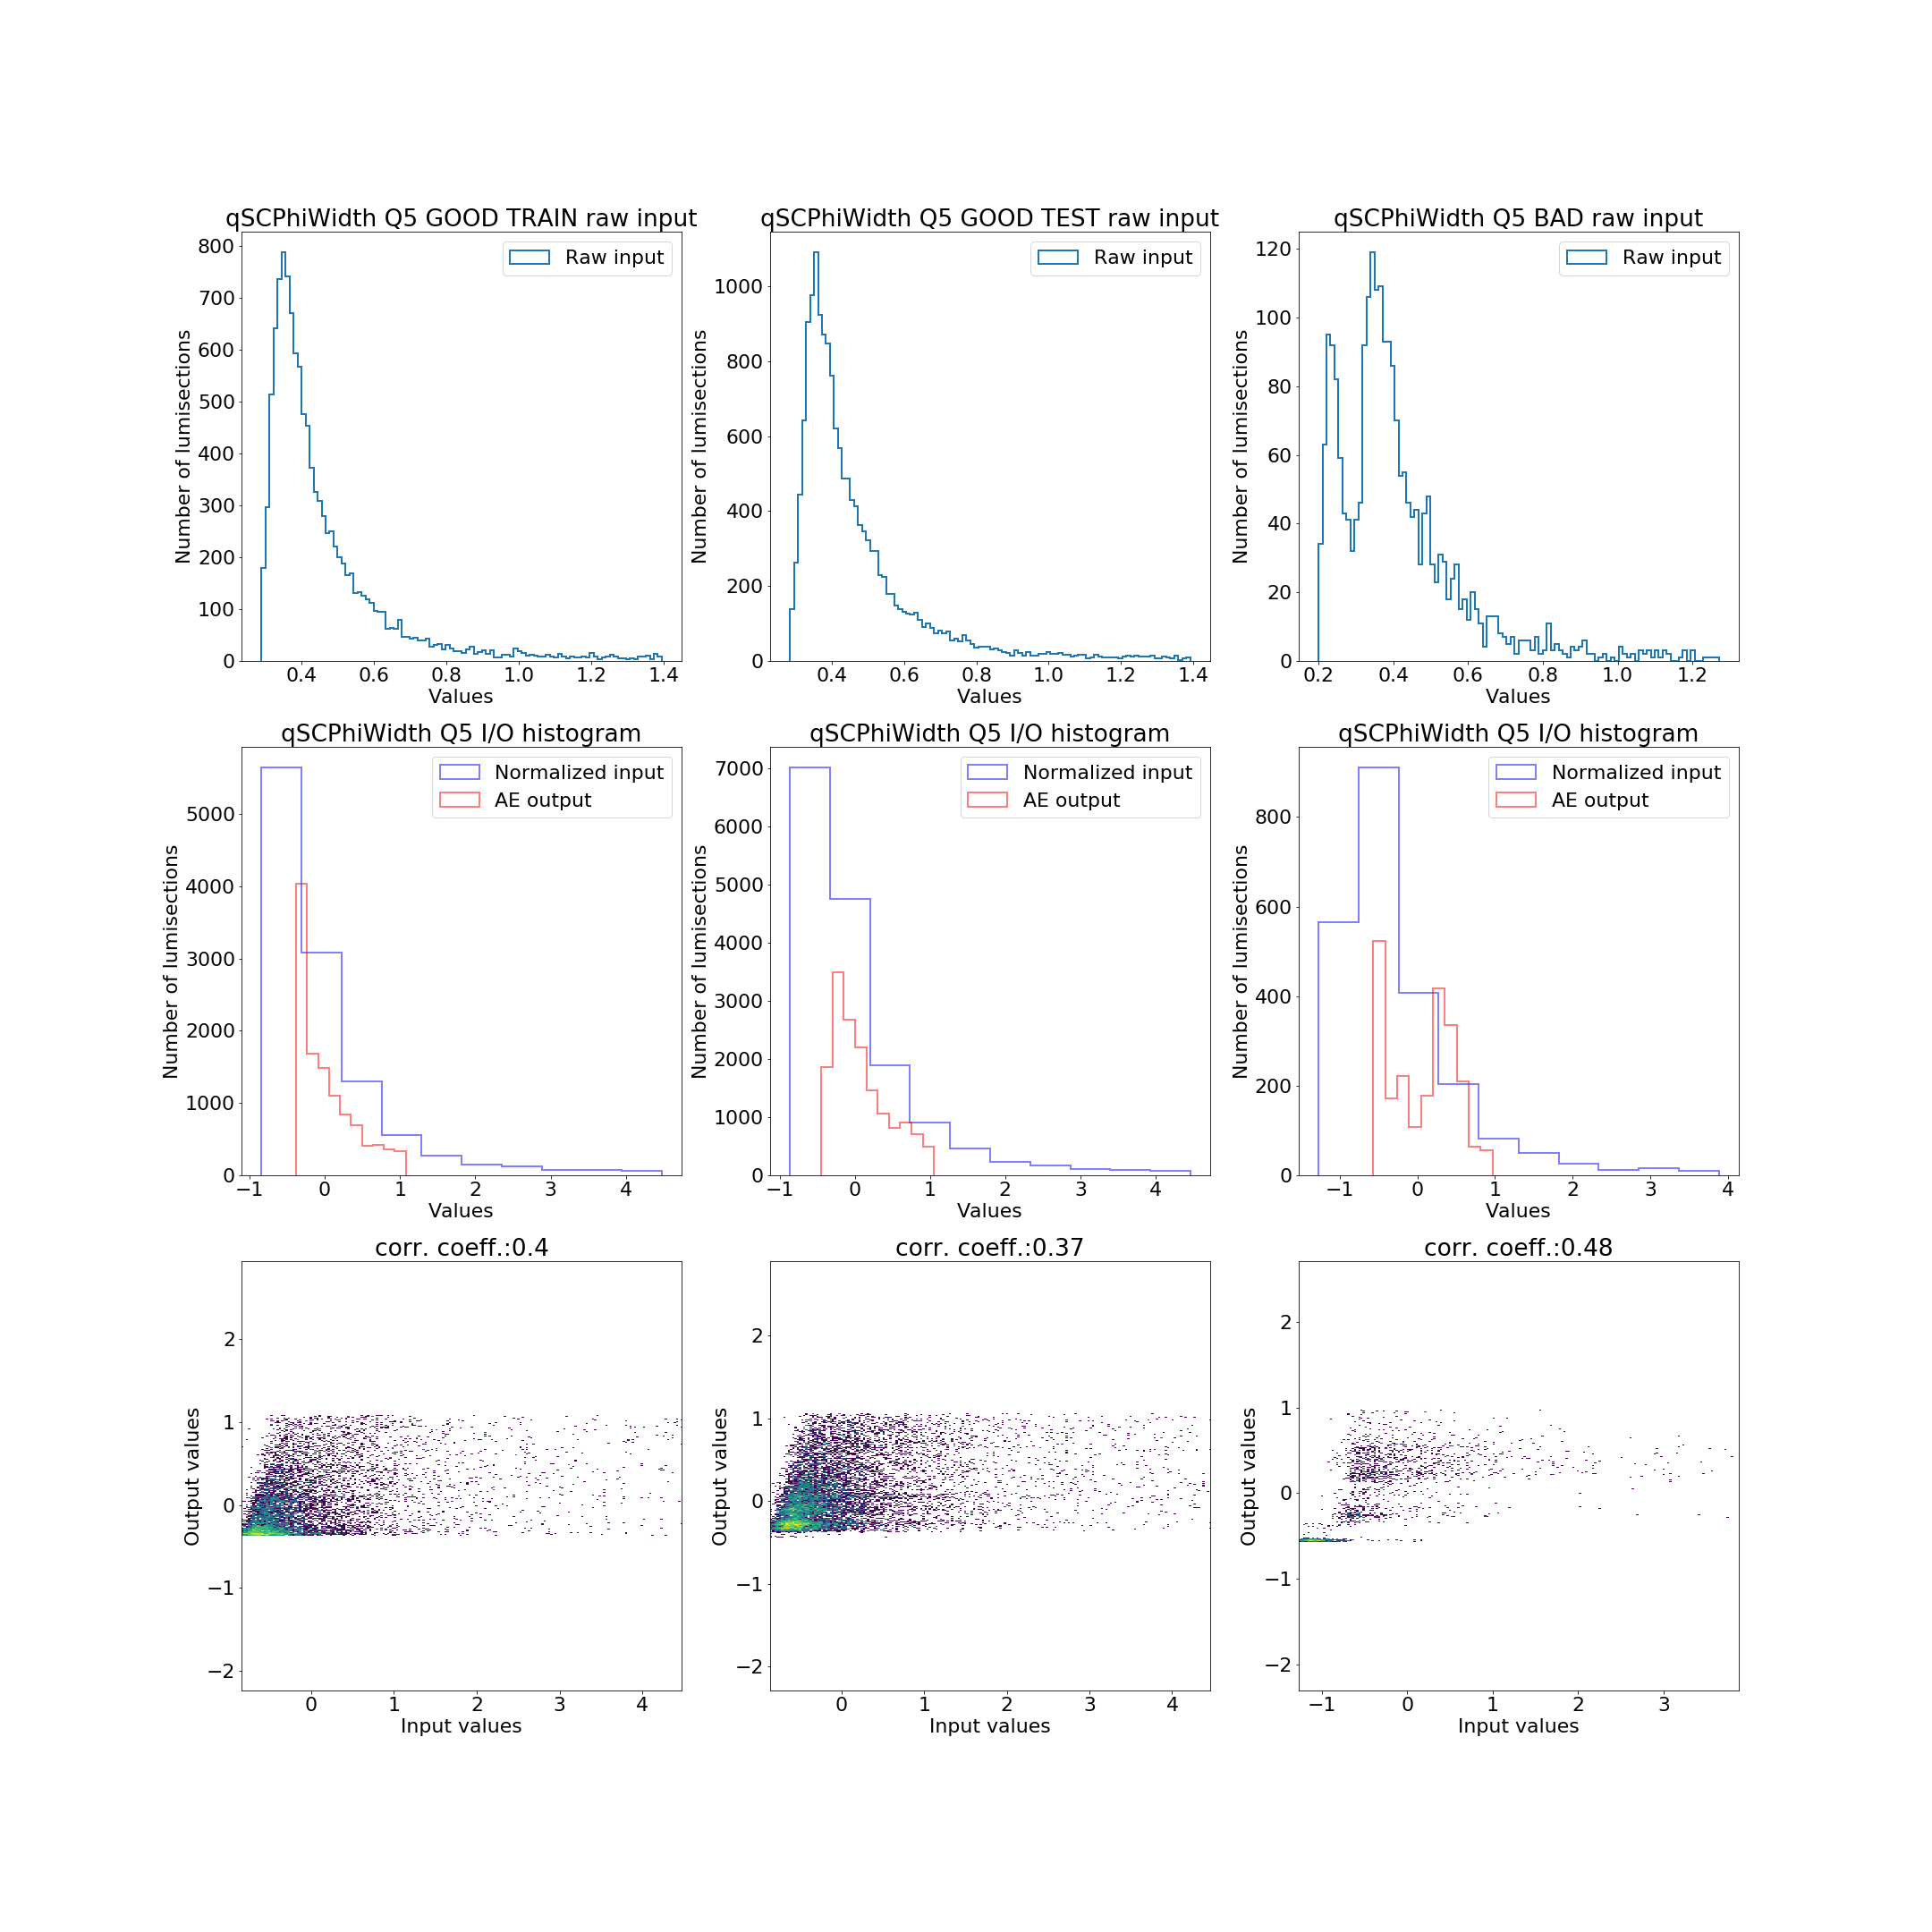 qSCPhiWidth Q5 GOOD TRAIN raw input
Raw input
800
700
600
500
400
300
200
100
0
Number of lumisections
0.4 0.6 0.8 1.0 1.2 1.4
Values
qSCPhiWidth Q5 GOOD TEST raw input
Raw input
1000
800
600
400
200
0
Number of lumisections
0.4 0.6 0.8 1.0 1.2 1.4
Values
qSCPhiWidth Q5 BAD raw input
Raw input
120
100
80
60
40
20
0
Number of lumisections
0.2 0.4 0.6 0.8 1.0 1.2
Values
qSCPhiWidth Q5 I/O histogram
Normalized input
AE output
5000
4000
3000
2000
1000
0
Number of lumisections
−1 0 1 2 3 4
Values
qSCPhiWidth Q5 I/O histogram
Normalized input
AE output
7000
6000
5000
4000
3000
2000
1000
0
Number of lumisections
−1 0 1 2 3 4
Values
qSCPhiWidth Q5 I/O histogram
Normalized input
AE output
800
600
400
200
0
Number of lumisections
−1 0 1 2 3 4
Values
corr. coeff.:0.4
2
1
0
−1
−2
Output values
0 1 2 3 4
Input values
corr. coeff.:0.37
2
1
0
−1
−2
Output values
0 1 2 3 4
Input values
corr. coeff.:0.48
2
1
0
−1
−2
Output values
−1 0 1 2 3
Input values